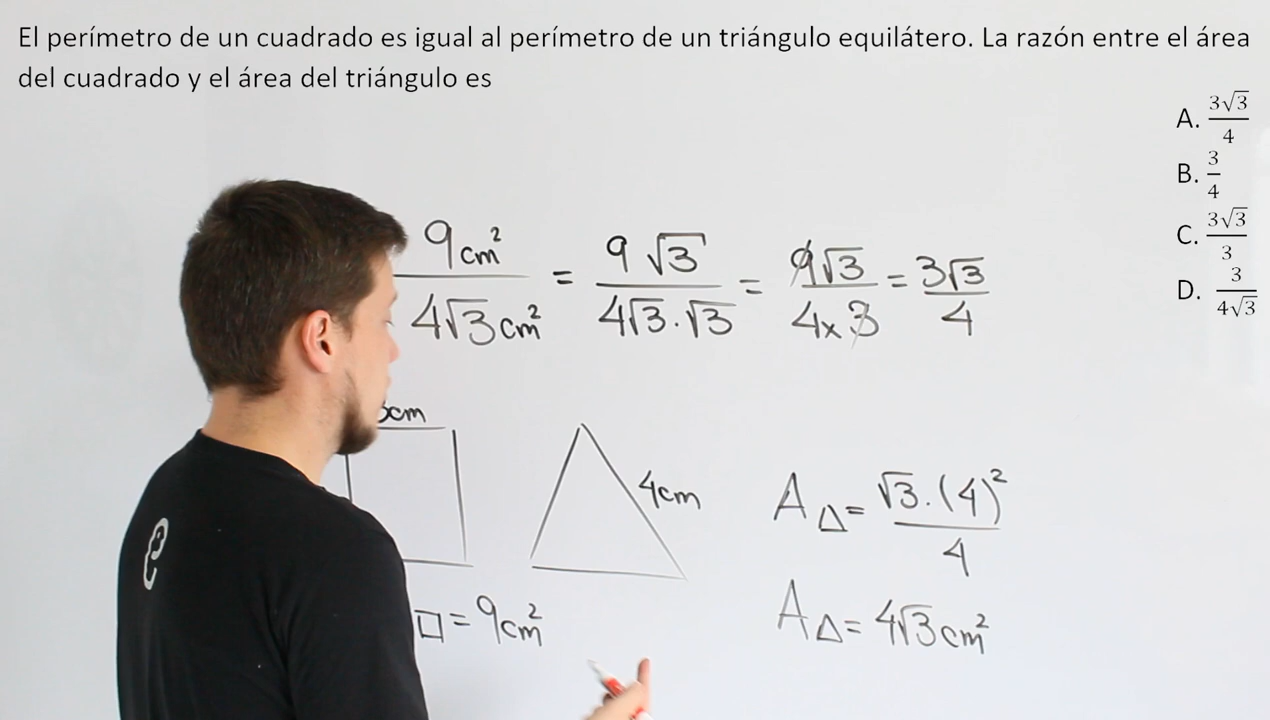 El perímetro de un cuadrado es igual al perímetro de un triángulo equilátero. La razón entre el área
del cuadrado y el área del triángulo es
A. 3√3/4
B. 3/4
C. 3√3/3
D. 3/(4√3)
9cm²/(4√3cm²) = 9√3/(4√3.√3) = 9√3/(4x3) = 3√3/4
cm
4cm
A△= √3.(4)²/4
□=9cm²
A△= 4√3cm²
e